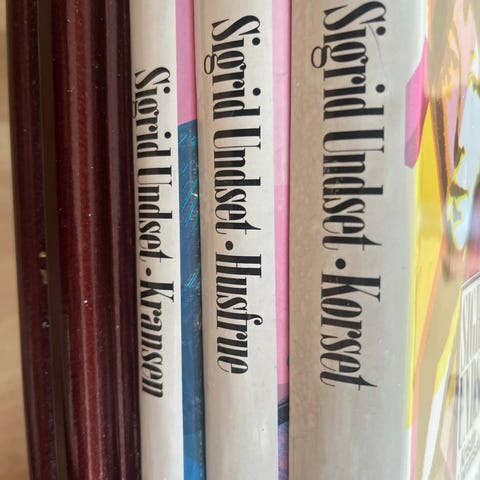 Sigrid Undset • Kransen
Sigrid Undset • Husfrue
Sigrid Undset • Korset